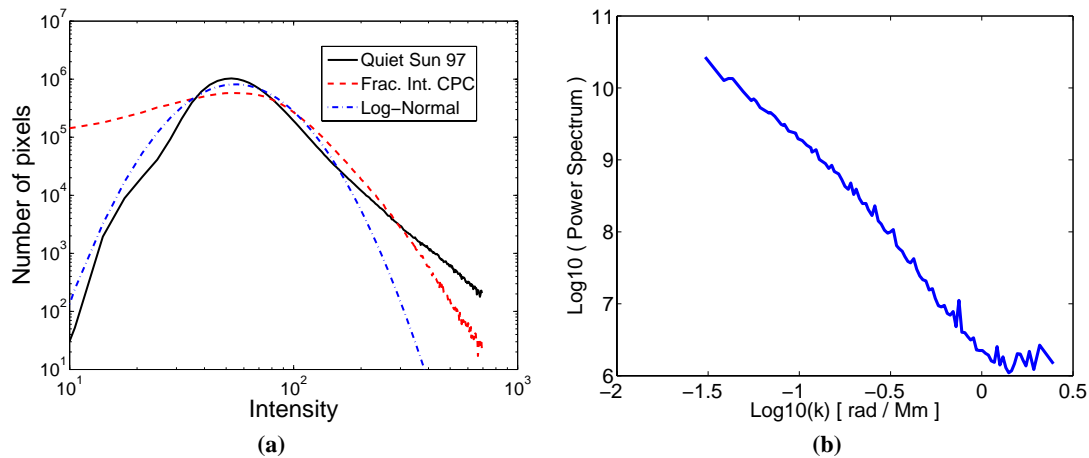 10^7
10^6
10^5
10^4
10^3
10^2
10^1
Number of pixels
Quiet Sun 97
Frac. Int. CPC
Log−Normal
10^1 10^2 10^3
Intensity
(a)
11
10
9
8
7
6
Log10 ( Power Spectrum )
−2 −1.5 −1 −0.5 0 0.5
Log10(k) [ rad / Mm ]
(b)